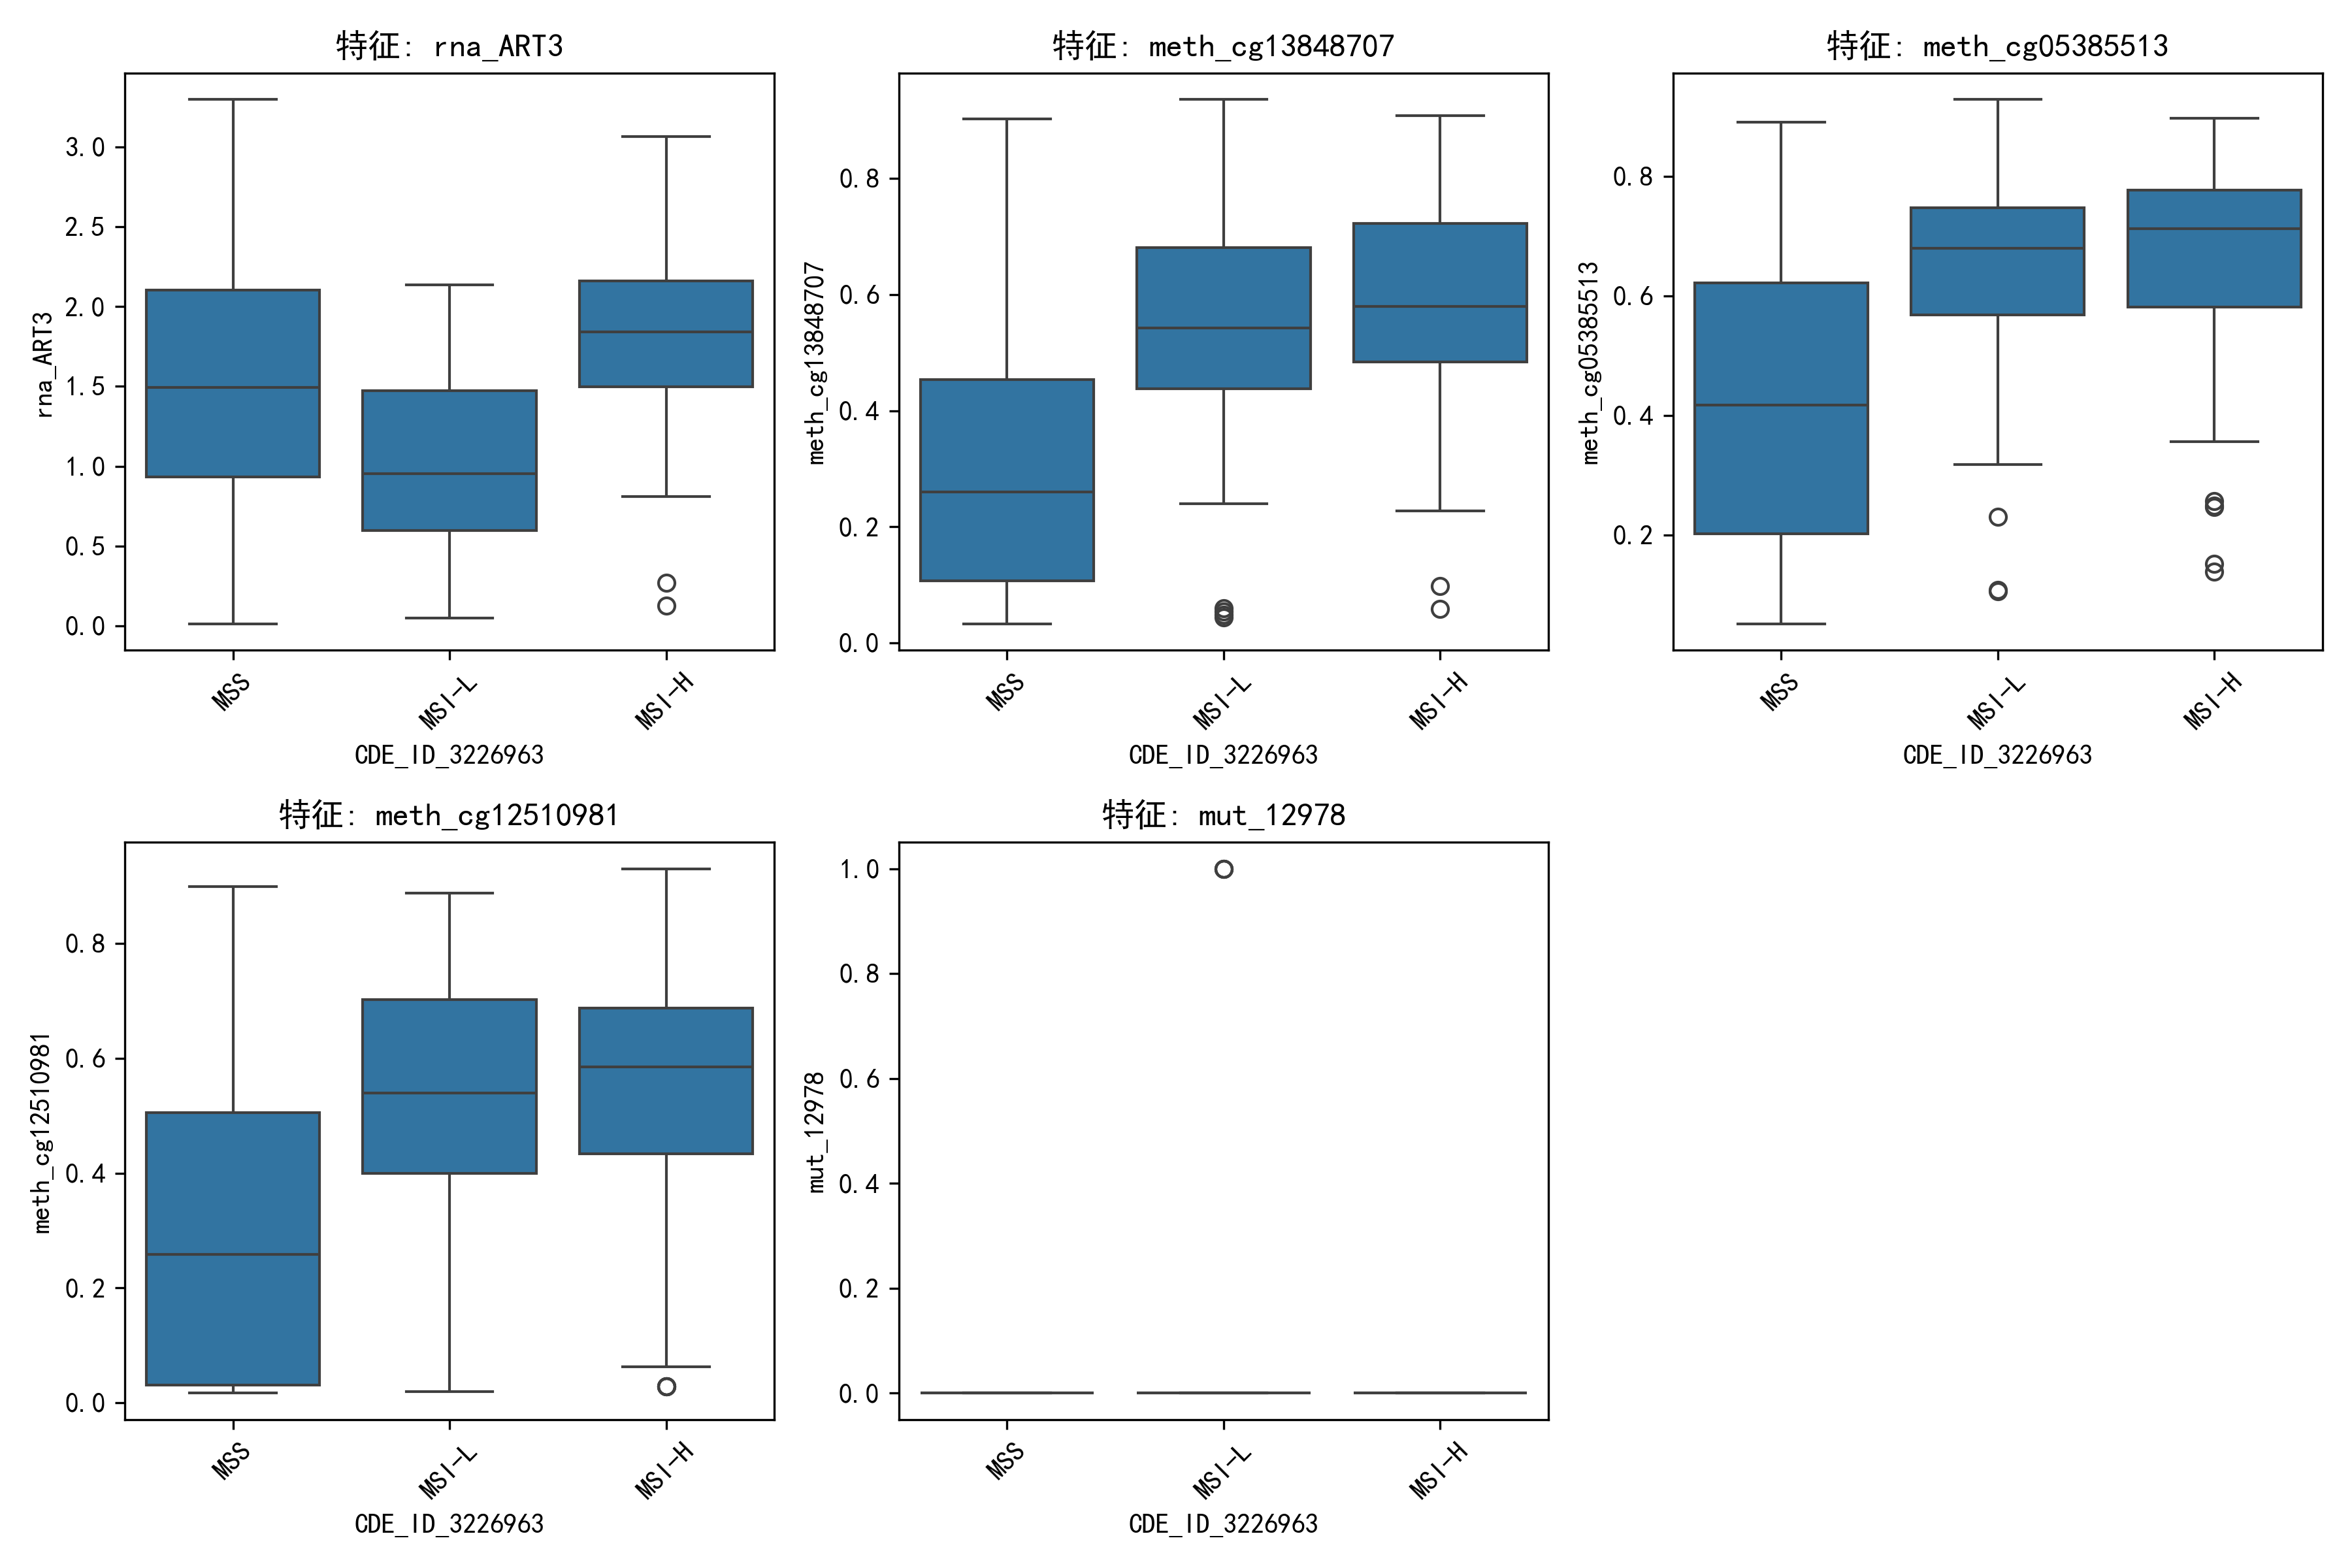 特征: rna_ART3
rna_ART3
3.0
2.5
2.0
1.5
1.0
0.5
0.0
MSS
MSI-L
MSI-H
CDE_ID_3226963
特征: meth_cg13848707
meth_cg13848707
0.8
0.6
0.4
0.2
0.0
MSS
MSI-L
MSI-H
CDE_ID_3226963
特征: meth_cg05385513
meth_cg05385513
0.8
0.6
0.4
0.2
MSS
MSI-L
MSI-H
CDE_ID_3226963
特征: meth_cg12510981
meth_cg12510981
0.8
0.6
0.4
0.2
0.0
MSS
MSI-L
MSI-H
CDE_ID_3226963
特征: mut_12978
mut_12978
1.0
0.8
0.6
0.4
0.2
0.0
MSS
MSI-L
MSI-H
CDE_ID_3226963